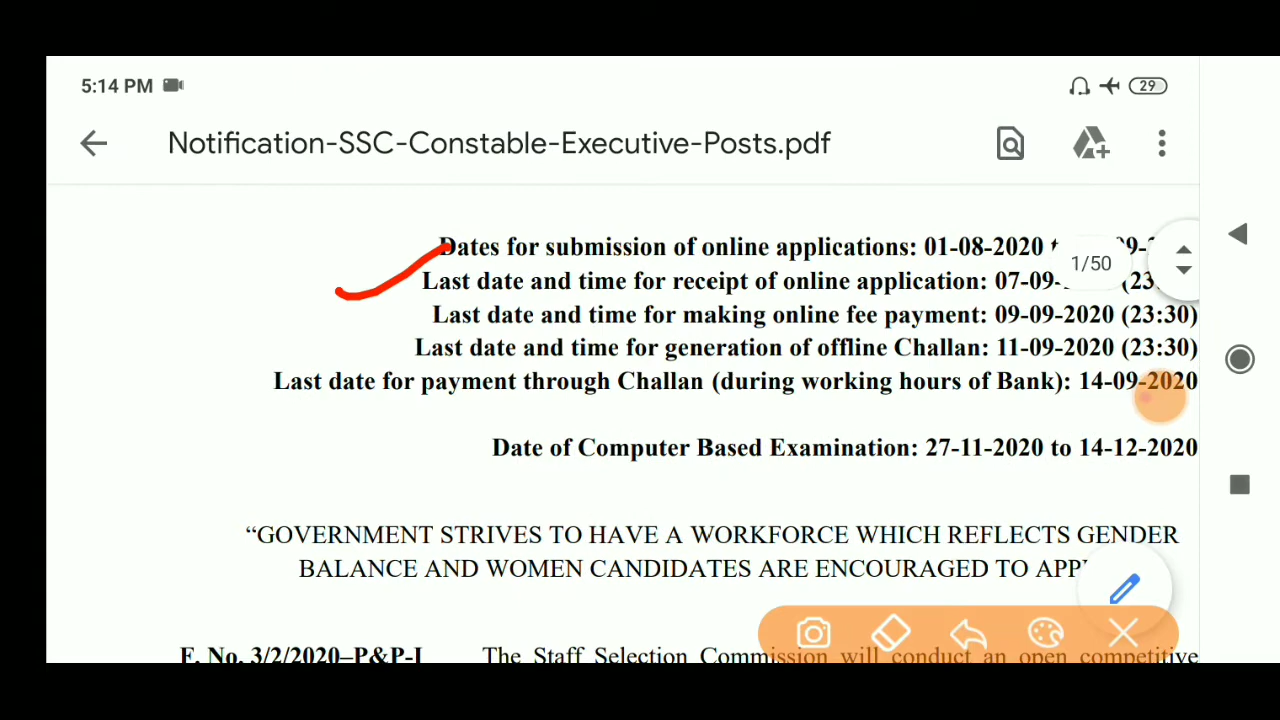 5:14 PM
29
Notification-SSC-Constable-Executive-Posts.pdf
Dates for submission of online applications: 01-08-2020
1/50
Last date and time for receipt of online application: 07-09-
Last date and time for making online fee payment: 09-09-2020 (23:30)
Last date and time for generation of offline Challan: 11-09-2020 (23:30)
Last date for payment through Challan (during working hours of Bank): 14-09-2020
Date of Computer Based Examination: 27-11-2020 to 14-12-2020
“GOVERNMENT STRIVES TO HAVE A WORKFORCE WHICH REFLECTS GENDER
BALANCE AND WOMEN CANDIDATES ARE ENCOURAGED TO
F. No. 3/2/2020–P&P-I The Staff Selection Commission will conduct an open competitive